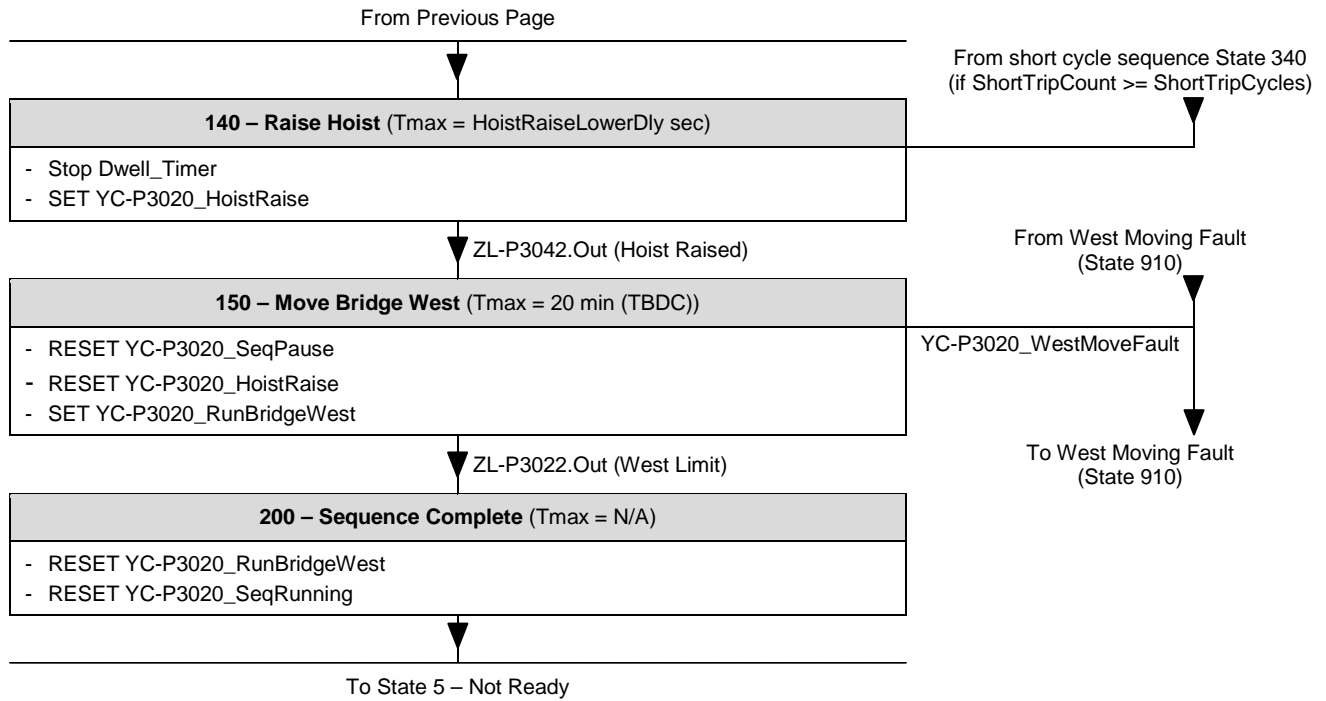 From Previous Page
From short cycle sequence State 340
(if ShortTripCount >= ShortTripCycles)
140 – Raise Hoist (Tmax = HoistRaiseLowerDly sec)
- Stop Dwell_Timer
- SET YC-P3020_HoistRaise
ZL-P3042.Out (Hoist Raised)
From West Moving Fault
(State 910)
150 – Move Bridge West (Tmax = 20 min (TBDC))
- RESET YC-P3020_SeqPause
- RESET YC-P3020_HoistRaise
- SET YC-P3020_RunBridgeWest
YC-P3020_WestMoveFault
ZL-P3022.Out (West Limit)
To West Moving Fault
(State 910)
200 – Sequence Complete (Tmax = N/A)
- RESET YC-P3020_RunBridgeWest
- RESET YC-P3020_SeqRunning
To State 5 – Not Ready